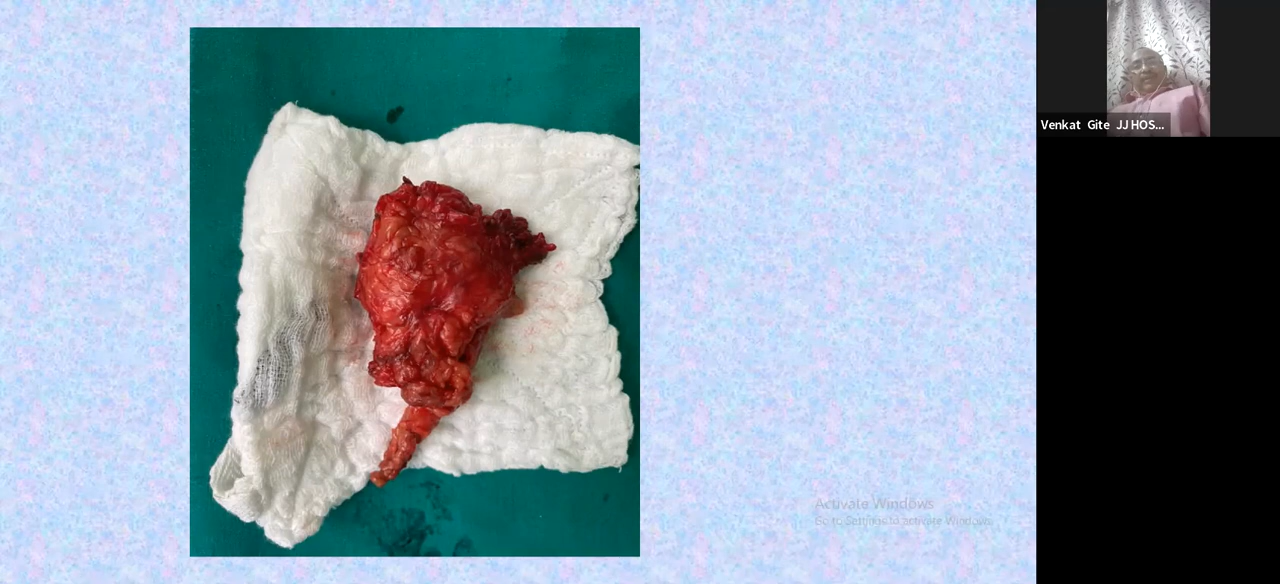 Venkat Gite JJ HOS...
Activate Windows
Go to Settings to activate Windows.